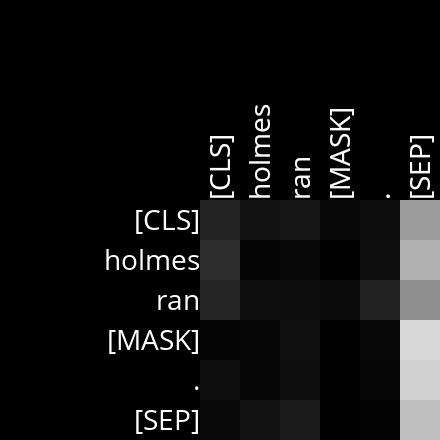 [CLS] holmes ran [MASK] . [SEP]
[CLS]
holmes
ran
[MASK]
.
[SEP]